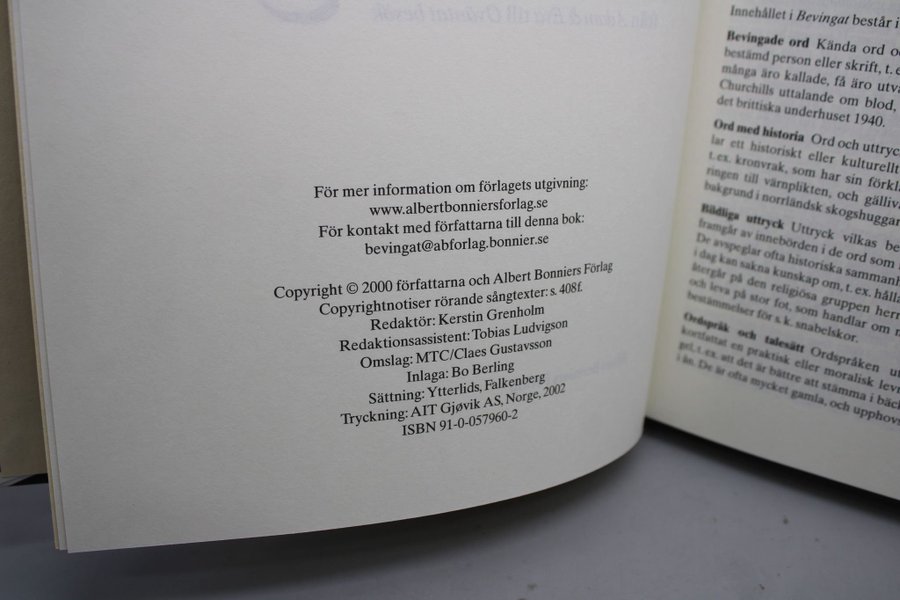 För mer information om förlagets utgivning:
www.albertbonniersforlag.se
För kontakt med författarna till denna bok:
bevingat@abforlag.bonnier.se
Copyright © 2000 författarna och Albert Bonniers Förlag
Copyrightnotiser rörande sångtexter: s. 408f.
Redaktör: Kerstin Grenholm
Redaktionsassistent: Tobias Ludvigson
Omslag: MTC/Claes Gustavsson
Inlaga: Bo Berling
Sättning: Ytterlids, Falkenberg
Tryckning: AIT Gjøvik AS, Norge, 2002
ISBN 91-0-057960-2
Innehållet i Bevingat består i
Bevingade ord Kända ord o
bestämd person eller skrift, t. e
många äro kallade, få äro utv
Churchills uttalande om blod,
det brittiska underhuset 1940.
Ord med historia Ord och uttryc
lar ett historiskt eller kulturellt
t.ex. kronvrak, som har sin förkl
ringen till värnplikten, och gälliv
bakgrund i norrländsk skogshuggar
Bildliga uttryck Uttryck vilkas be
framgår av innebörden i de ord som
De avspeglar ofta historiska sammanh
i dag kan sakna kunskap om, t. ex. hålla
återgår på den religiösa gruppen herr
och leva på stor fot, som handlar om
bestämmelser för s. k. snabelskor.
Ordspråk och talesätt Ordspråken ut
kortfattat en praktisk eller moralisk levn
pel, t. ex. att det är bättre att stämma i bäc
i ån. De är ofta mycket gamla, och upphov